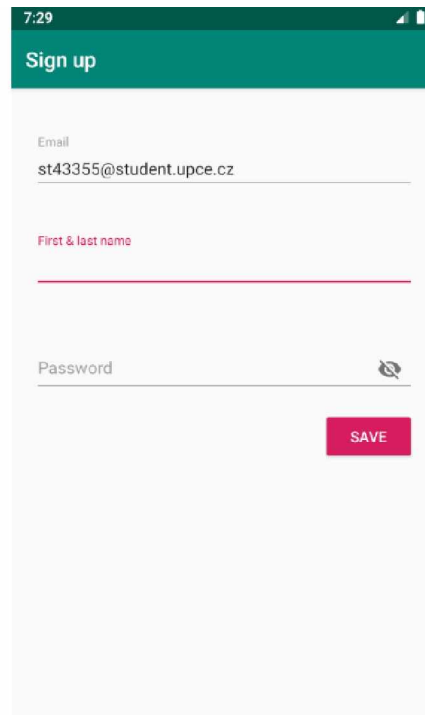 7:29
Sign up
Email
st43355@student.upce.cz
First & last name
Password
SAVE